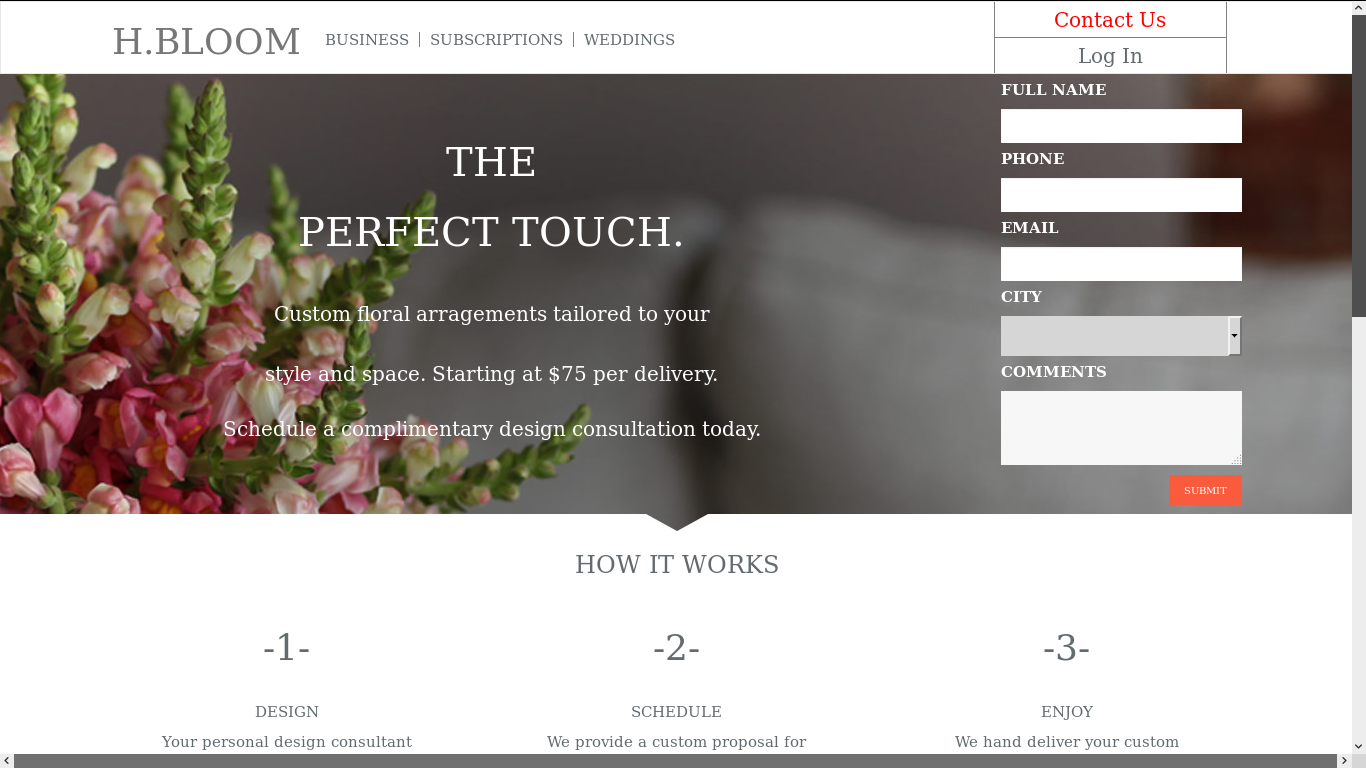 H.BLOOM
BUSINESS
SUBSCRIPTIONS
WEDDINGS
Contact Us
Log In
THE
PERFECT TOUCH.
Custom floral arragements tailored to your
style and space. Starting at $75 per delivery.
Schedule a complimentary design consultation today.
FULL NAME
PHONE
EMAIL
CITY
COMMENTS
SUBMIT
HOW IT WORKS
-1-
DESIGN
Your personal design consultant
-2-
SCHEDULE
We provide a custom proposal for
-3-
ENJOY
We hand deliver your custom